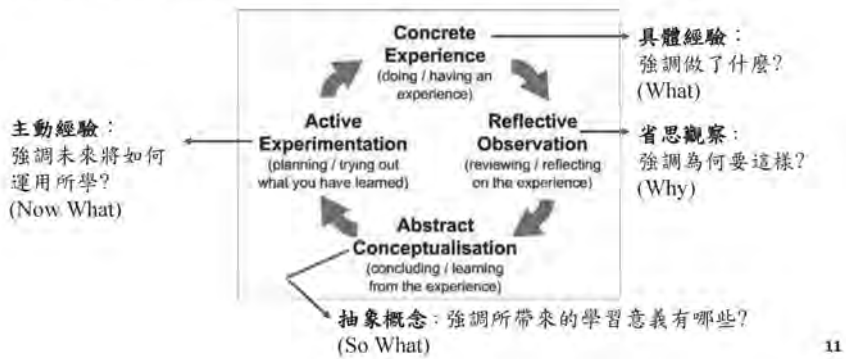 Concrete
Experience
(doing / having an
experience)
具體經驗：
強調做了什麼?
(What)
Reflective
Observation
(reviewing / reflecting
on the experience)
省思觀察：
強調為何要這樣?
(Why)
Abstract
Conceptualisation
(concluding / learning
from the experience)
抽象概念：強調所帶來的學習意義有哪些?
(So What)
Active
Experimentation
(planning / trying out
what you have learned)
主動經驗：
強調未來將如何
運用所學?
(Now What)
11